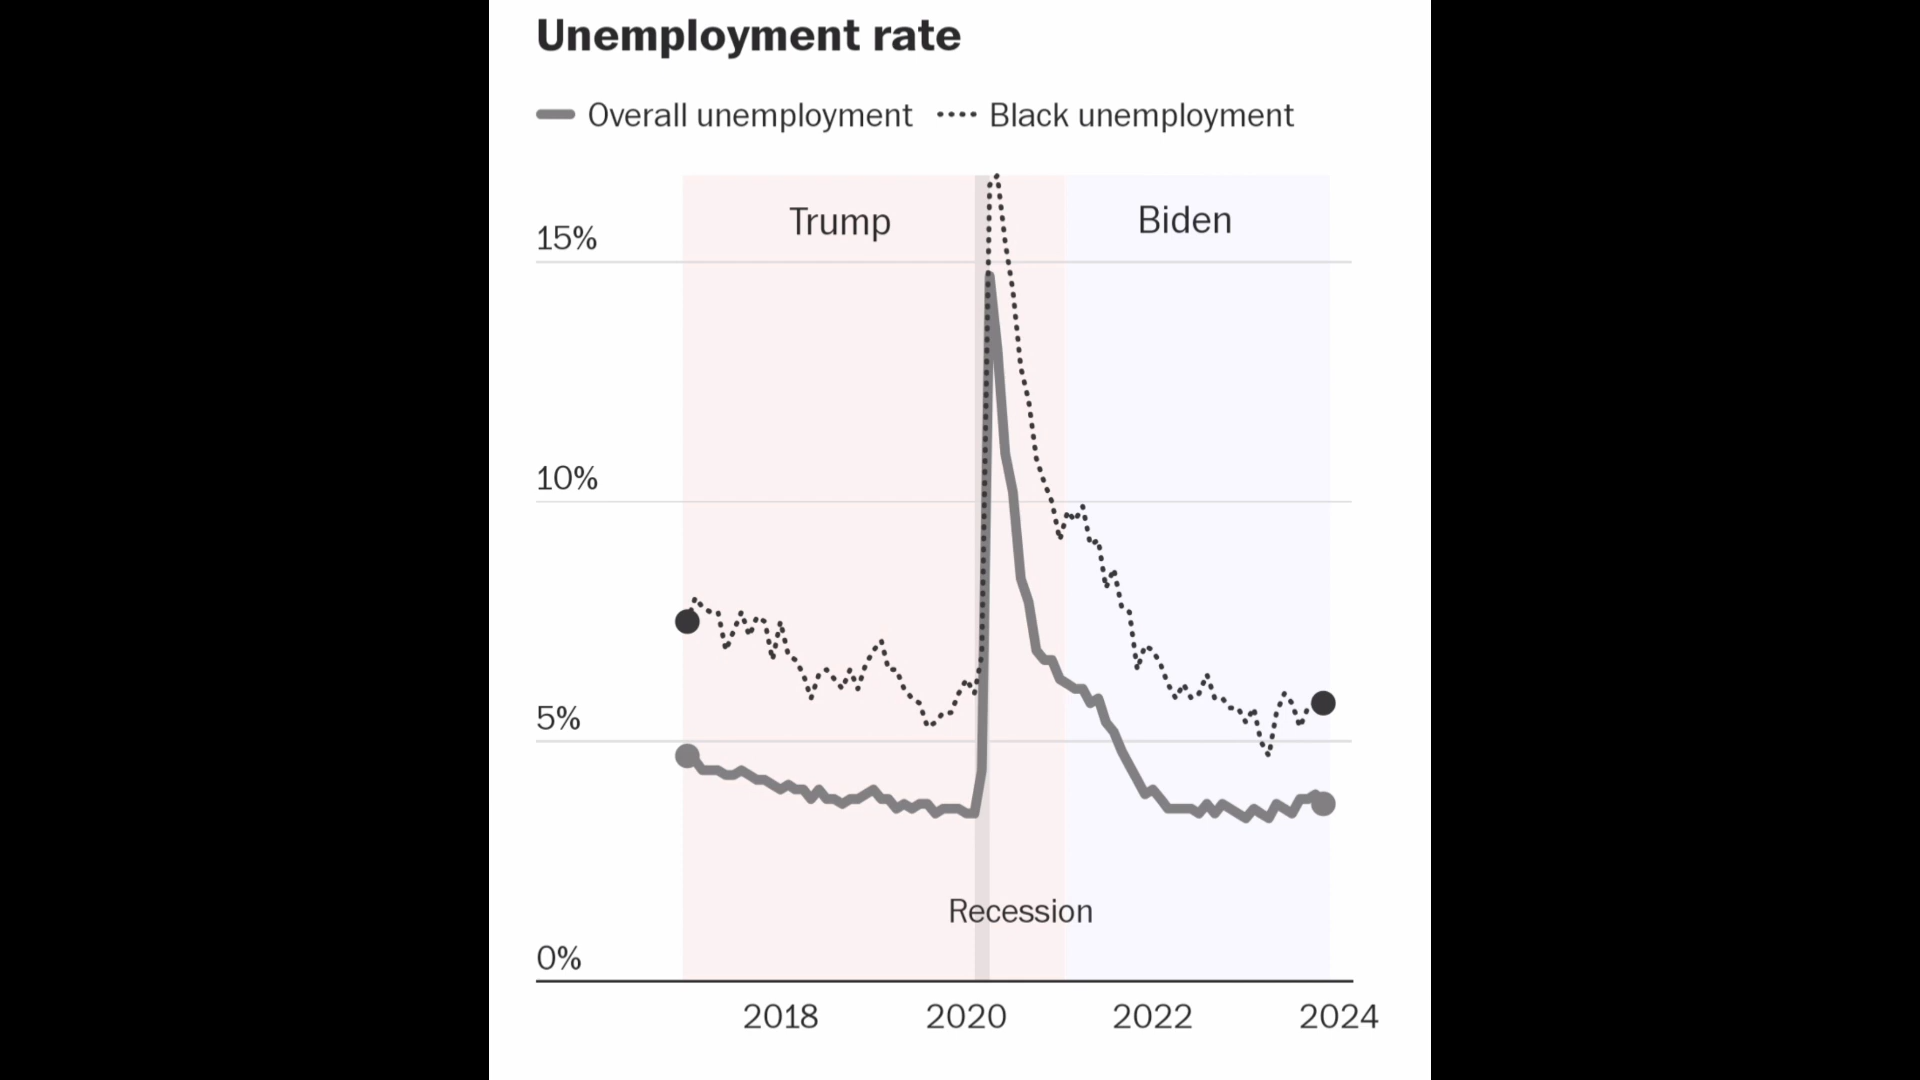 Unemployment rate
Overall unemployment Black unemployment
Trump Biden
15%
10%
5%
Recession
0%
2018 2020 2022 2024